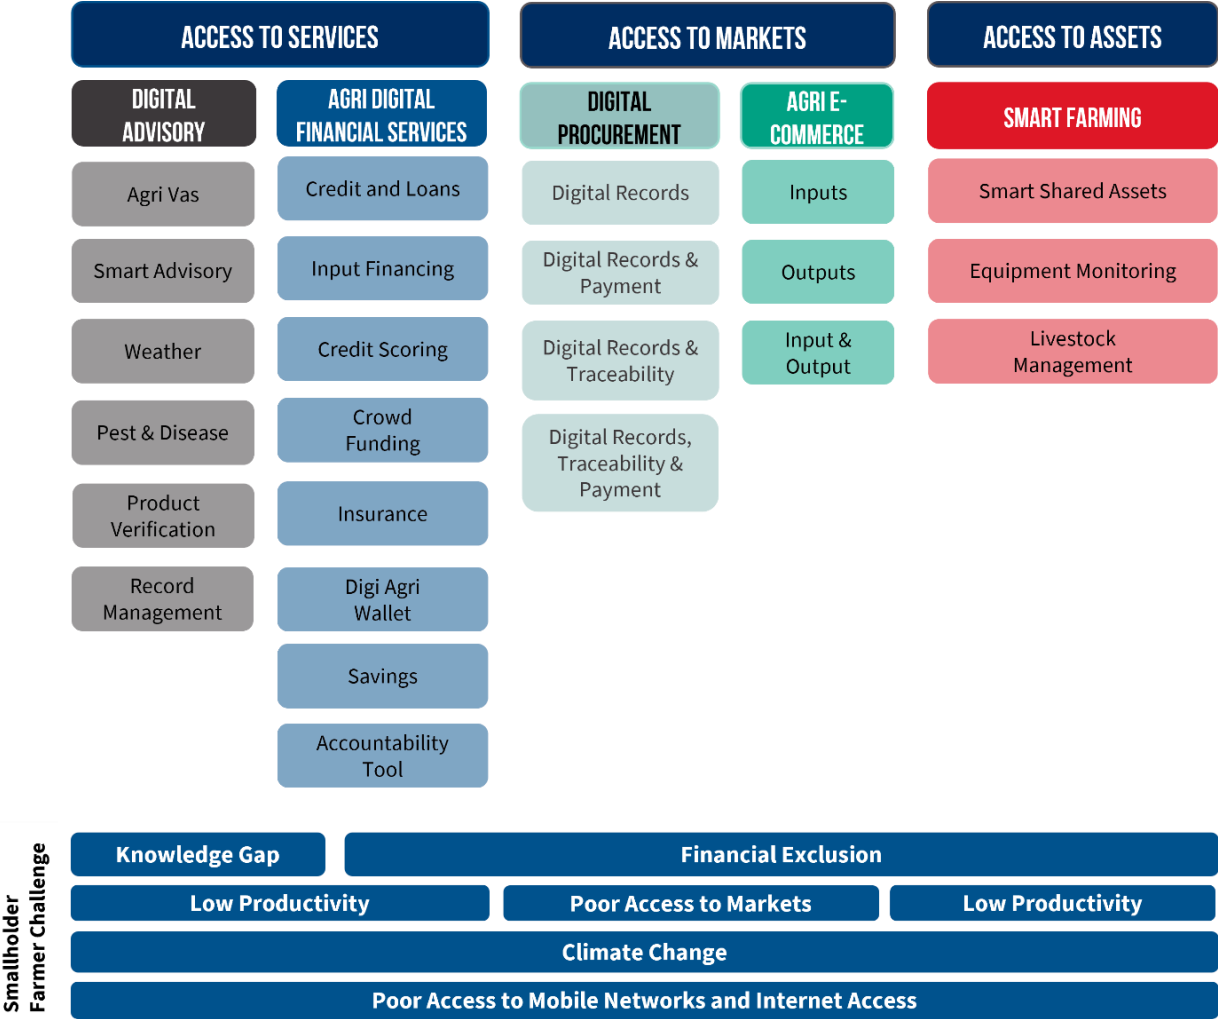 ACCESS TO SERVICES
ACCESS TO MARKETS
ACCESS TO ASSETS
DIGITAL
ADVISORY
AGRI DIGITAL
FINANCIAL SERVICES
DIGITAL
PROCUREMENT
AGRI E-
COMMERCE
SMART FARMING
Agri Vas
Smart Advisory
Weather
Pest & Disease
Product
Verification
Record
Management
Credit and Loans
Input Financing
Credit Scoring
Crowd
Funding
Insurance
Digi Agri
Wallet
Savings
Accountability
Tool
Digital Records
Digital Records &
Payment
Digital Records &
Traceability
Digital Records,
Traceability &
Payment
Inputs
Outputs
Input &
Output
Smart Shared Assets
Equipment Monitoring
Livestock
Management
Smallholder
Farmer Challenge
Knowledge Gap
Financial Exclusion
Low Productivity
Poor Access to Markets
Low Productivity
Climate Change
Poor Access to Mobile Networks and Internet Access